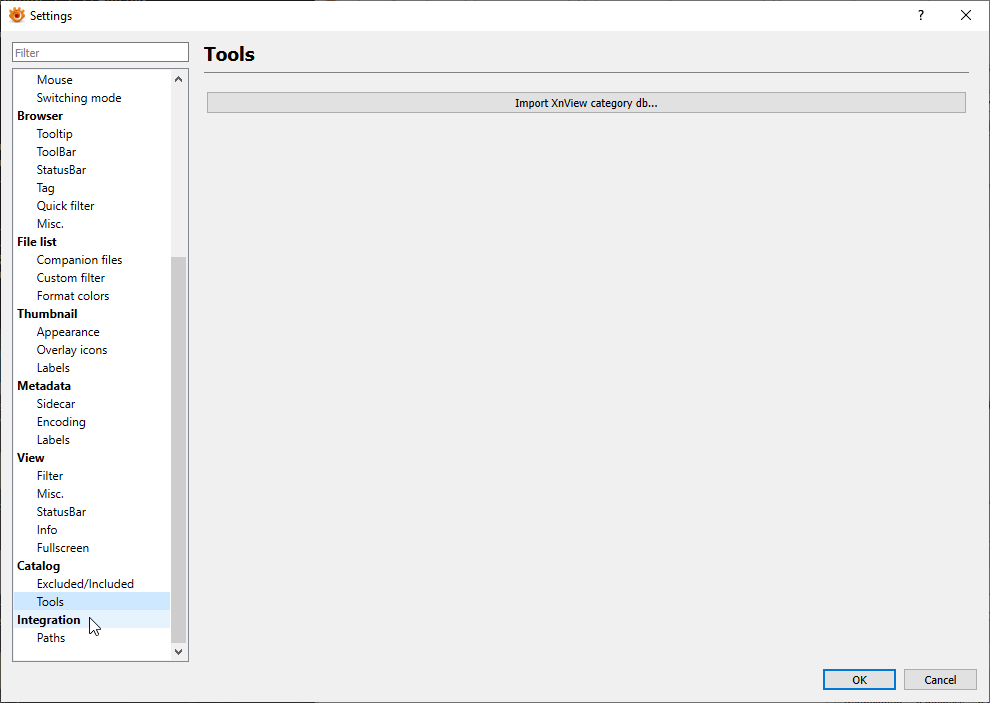 Settings
?
Filter
Mouse
Switching mode
Browser
Tooltip
ToolBar
StatusBar
Tag
Quick filter
Misc.
File list
Companion files
Custom filter
Format colors
Thumbnail
Appearance
Overlay icons
Labels
Metadata
Sidecar
Encoding
Labels
View
Filter
Misc.
StatusBar
Info
Fullscreen
Catalog
Excluded/Included
Tools
Integration
Paths
Tools
Import XnView category db...
OK
Cancel